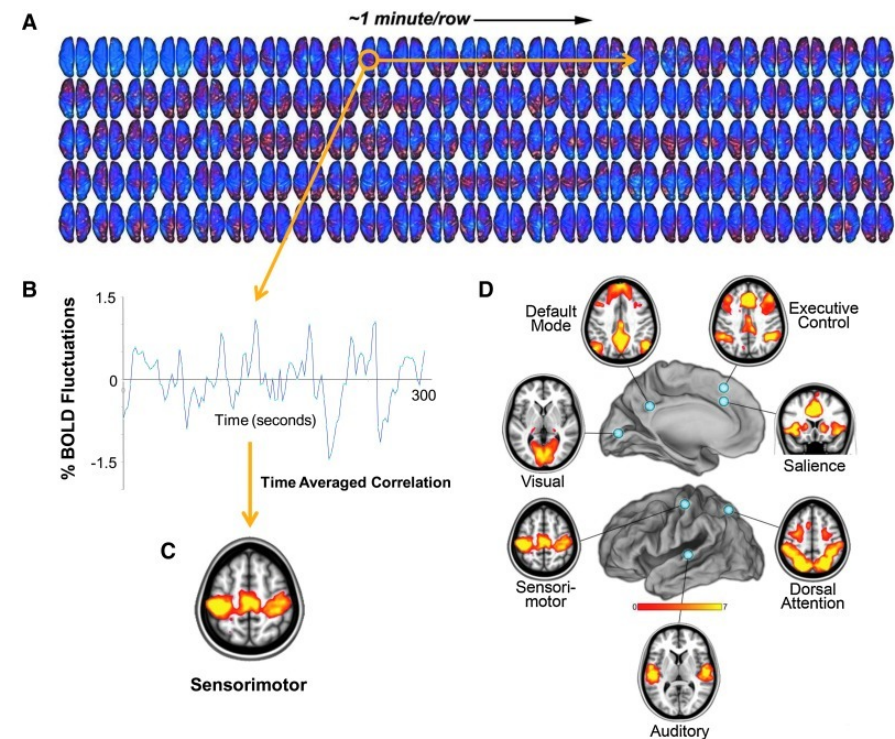 A
~1 minute/row
B
% BOLD Fluctuations
1.5
0
-1.5
300
Time (seconds)
Time Averaged Correlation
C
Sensorimotor
D
Default
Mode
Executive
Control
Visual
Salience
Sensori-
motor
Dorsal
Attention
0
7
Auditory